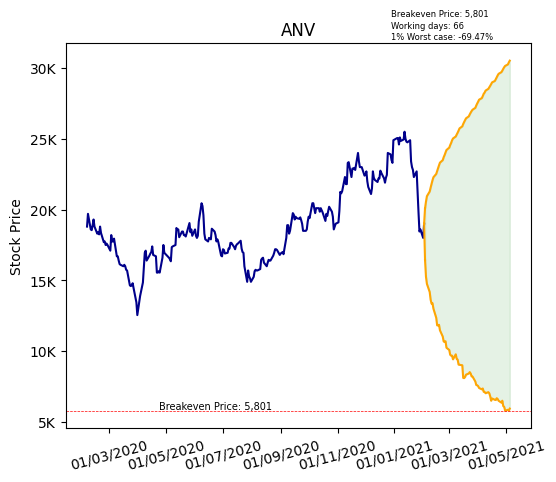 Breakeven Price: 5,801
Working days: 66
1% Worst case: -69.47%
ANV
Stock Price
30K
25K
20K
15K
10K
5K
Breakeven Price: 5,801
01/03/2020
01/05/2020
01/07/2020
01/09/2020
01/11/2020
01/01/2021
01/03/2021
01/05/2021